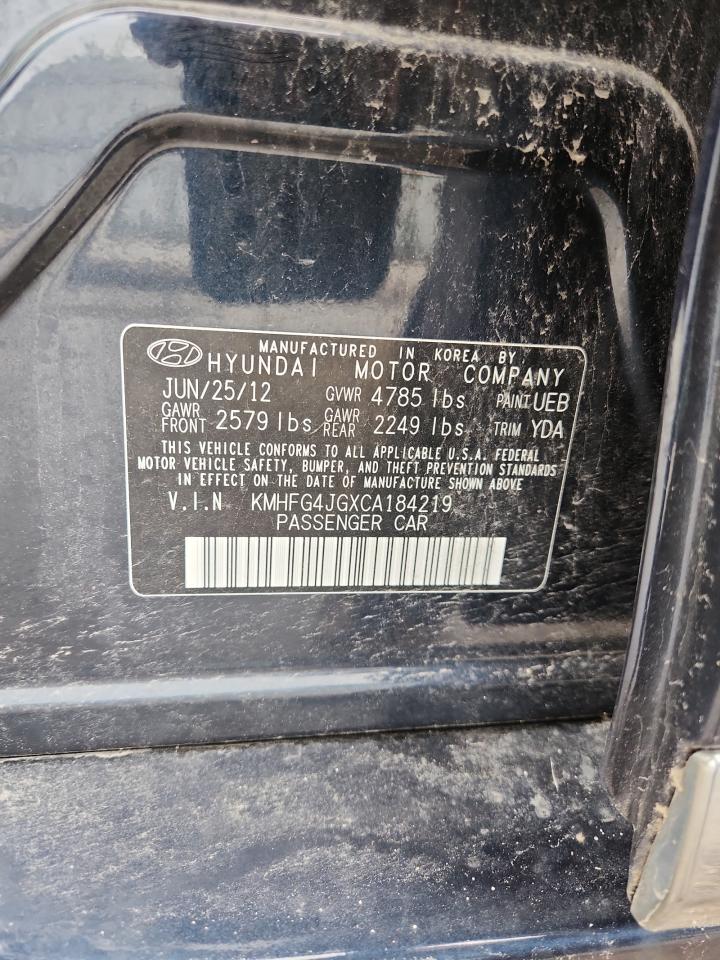 MANUFACTURED IN KOREA BY
HYUNDAI MOTOR COMPANY
JUN/25/12 GVWR 4785 lbs PAINT UEB
GAWR FRONT 2579 lbs GAWR REAR 2249 lbs TRIM YDA
THIS VEHICLE CONFORMS TO ALL APPLICABLE U.S.A. FEDERAL
MOTOR VEHICLE SAFETY, BUMPER, AND THEFT PREVENTION STANDARDS
IN EFFECT ON THE DATE OF MANUFACTURE SHOWN ABOVE
V.I.N KMHFG4JGXCA184219
PASSENGER CAR